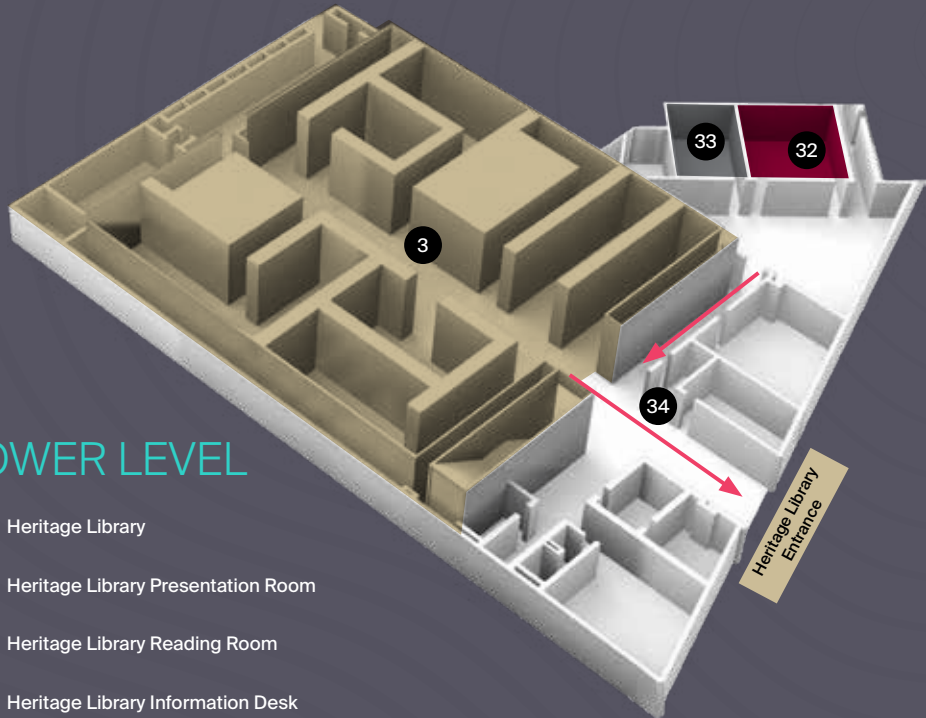 33
32
3
34
Heritage Library
Entrance
OWER LEVEL
Heritage Library
Heritage Library Presentation Room
Heritage Library Reading Room
Heritage Library Information Desk